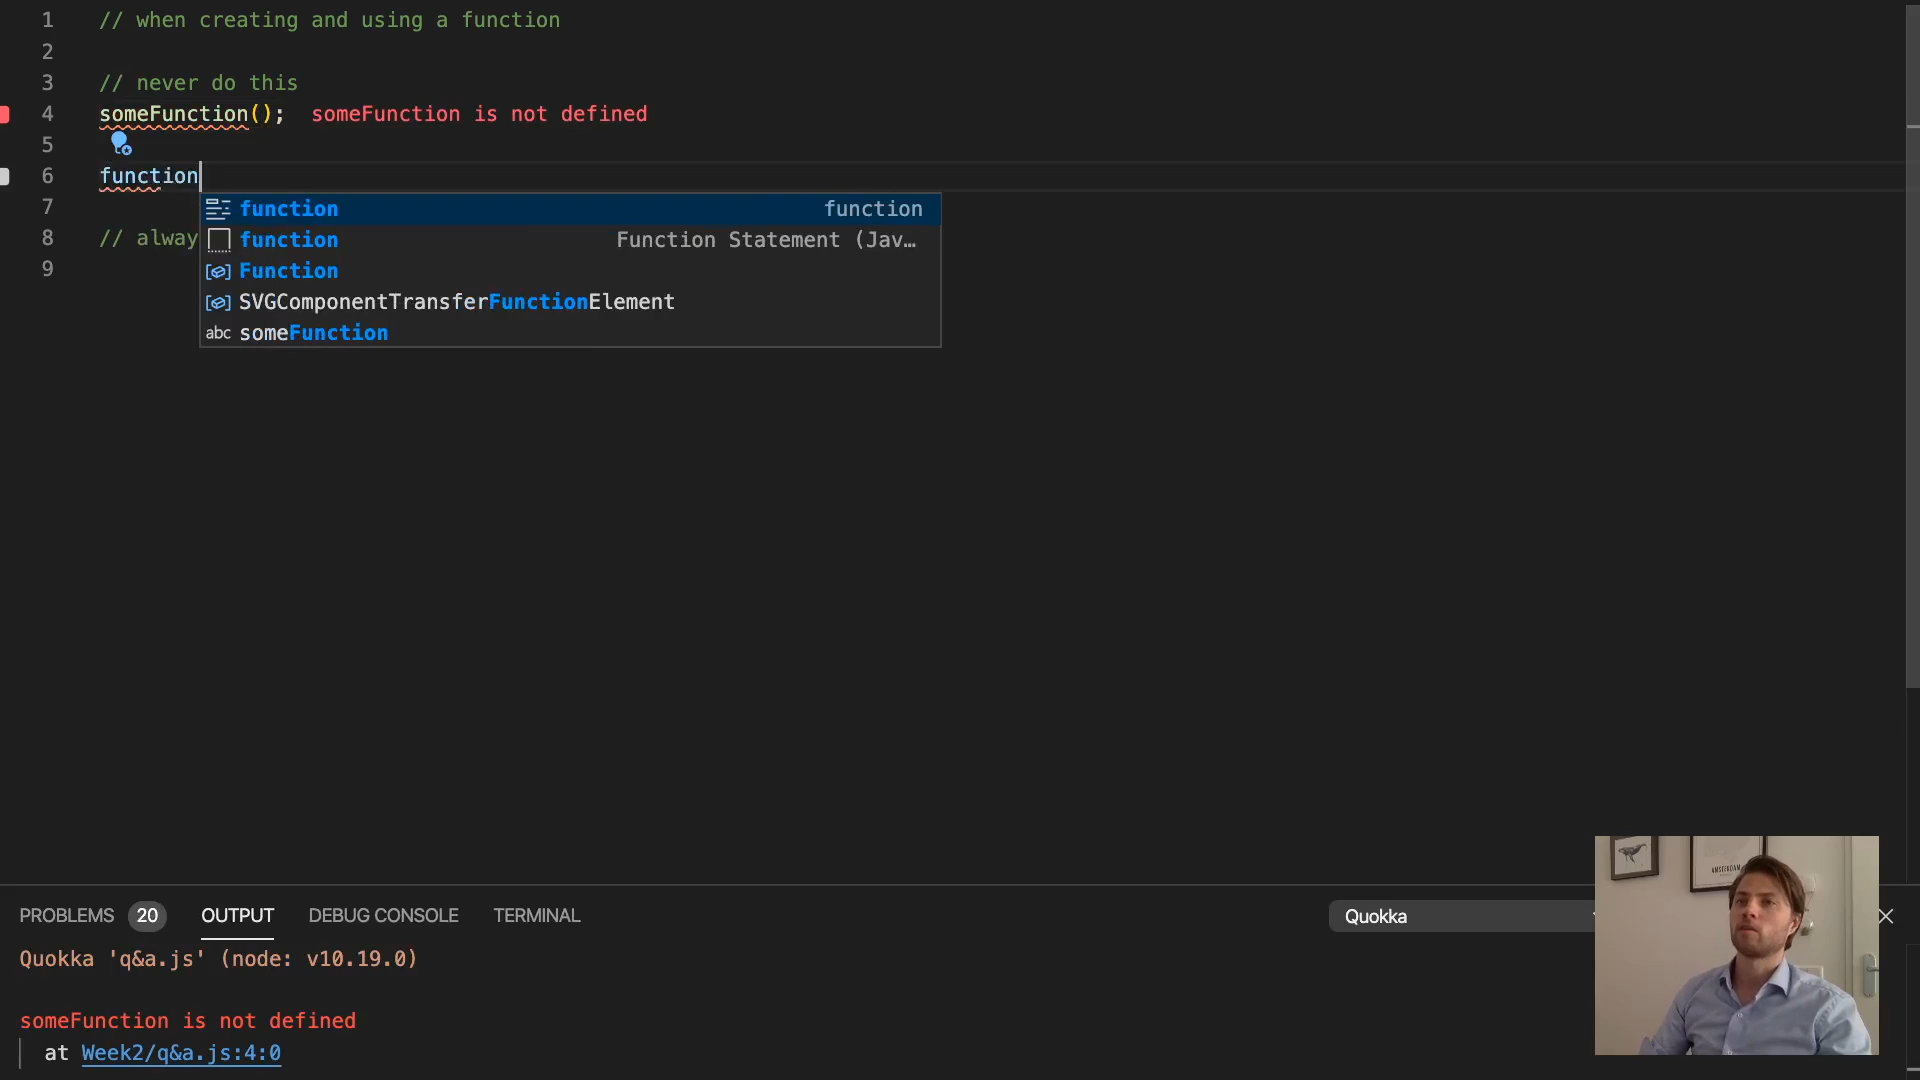 1 // when creating and using a function
2
3 // never do this
4 someFunction(); someFunction is not defined
5
6 function
function function
7
8 // alway
function Function Statement (Jav…
9
Function
SVGComponentTransferFunctionElement
abc someFunction
PROBLEMS 20 OUTPUT DEBUG CONSOLE TERMINAL Quokka
Quokka 'q&a.js' (node: v10.19.0)
someFunction is not defined
at Week2/q&a.js:4:0
AMSTERDAM